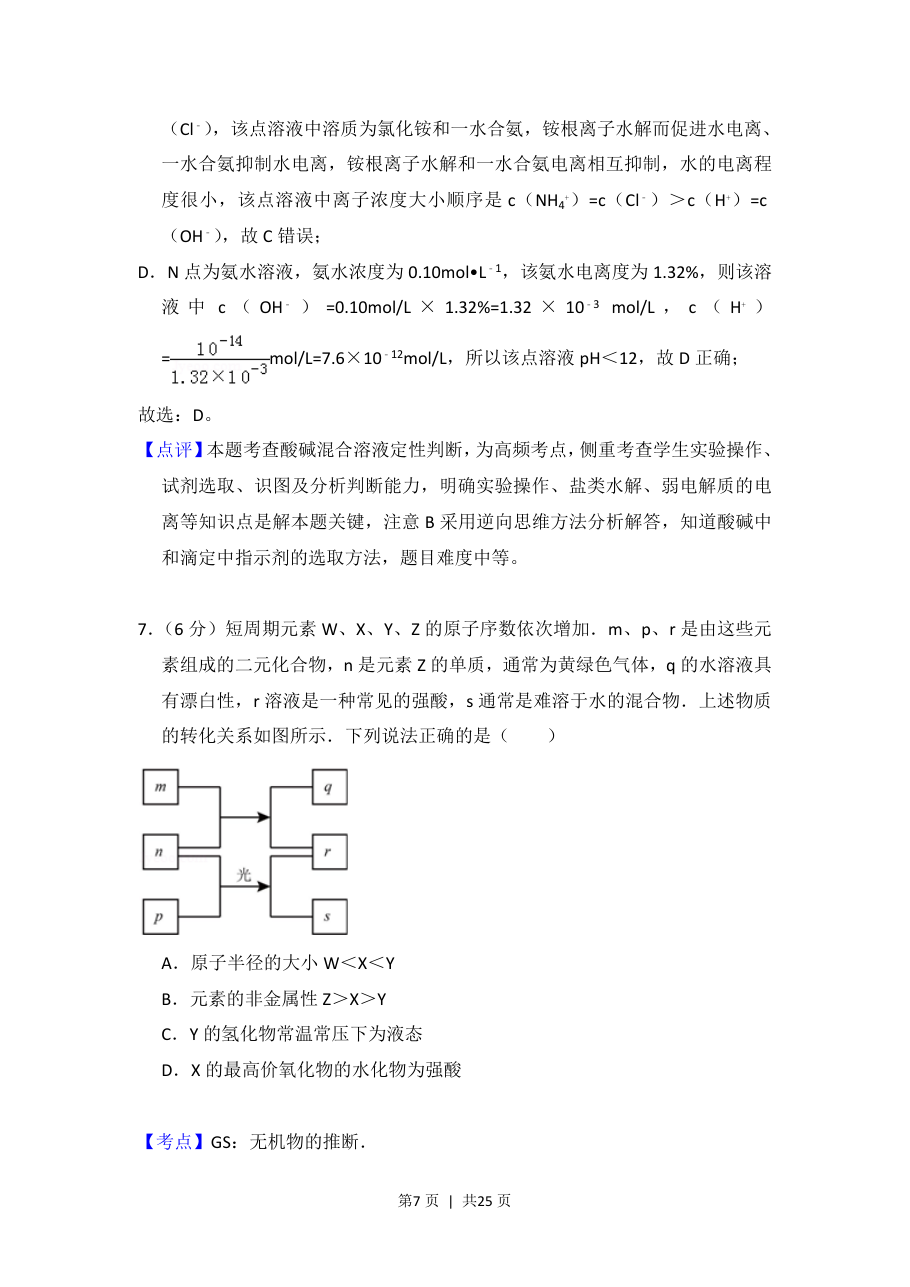 （Cl﹣），该点溶液中溶质为氯化铵和一水合氨，铵根离子水解而促进水电离、
一水合氨抑制水电离，铵根离子水解和一水合氨电离相互抑制，水的电离程
度很小，该点溶液中离子浓度大小顺序是 c（NH₄⁺）=c（Cl﹣）＞c（H⁺）=c
（OH﹣），故 C 错误；
D．N 点为氨水溶液，氨水浓度为 0.10mol•L﹣¹，该氨水电离度为 1.32%，则该溶
液中 c（OH﹣）=0.10mol/L×1.32%=1.32×10﹣³ mol/L，c（H⁺）
=10⁻¹⁴/1.32×10⁻³mol/L=7.6×10﹣¹²mol/L，所以该点溶液 pH＜12，故 D 正确；
故选：D。
【点评】本题考查酸碱混合溶液定性判断，为高频考点，侧重考查学生实验操作、
试剂选取、识图及分析判断能力，明确实验操作、盐类水解、弱电解质的电
离等知识点是解本题关键，注意 B 采用逆向思维方法分析解答，知道酸碱中
和滴定中指示剂的选取方法，题目难度中等。
7．（6 分）短周期元素 W、X、Y、Z 的原子序数依次增加．m、p、r 是由这些元
素组成的二元化合物，n 是元素 Z 的单质，通常为黄绿色气体，q 的水溶液具
有漂白性，r 溶液是一种常见的强酸，s 通常是难溶于水的混合物．上述物质
的转化关系如图所示．下列说法正确的是（　　）
m q
n r
光
p s
A．原子半径的大小 W＜X＜Y
B．元素的非金属性 Z＞X＞Y
C．Y 的氢化物常温常压下为液态
D．X 的最高价氧化物的水化物为强酸
【考点】GS：无机物的推断．
第7 页 | 共25 页